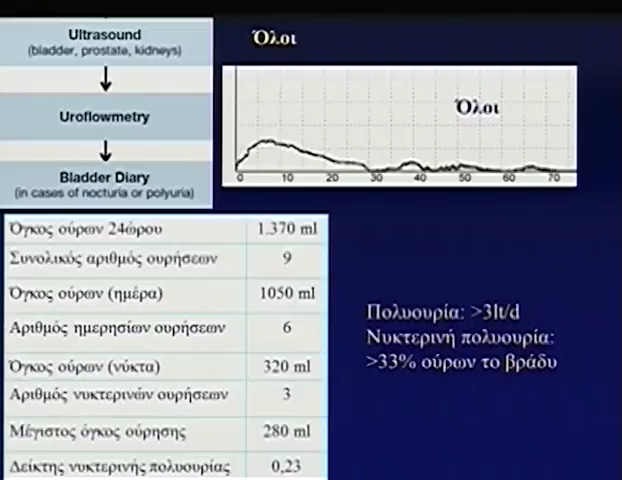 Ultrasound
(bladder, prostate, kidneys)
Όλοι
Uroflowmetry
Όλοι
0 10 20 30 40 50 60 70
Bladder Diary
(in cases of nocturia or polyuria)
Όγκος ούρων 24ώρου 1.370 ml
Συνολικός αριθμός ουρήσεων 9
Όγκος ούρων (ημέρα) 1050 ml
Αριθμός ημερησίων ουρήσεων 6
Όγκος ούρων (νύκτα) 320 ml
Αριθμός νυκτερινών ουρήσεων 3
Μέγιστος όγκος ούρησης 280 ml
Δείκτης νυκτερινής πολυουρίας 0,23
Πολυουρία: >3lt/d
Νυκτερινή πολυουρία:
>33% ούρων το βράδυ